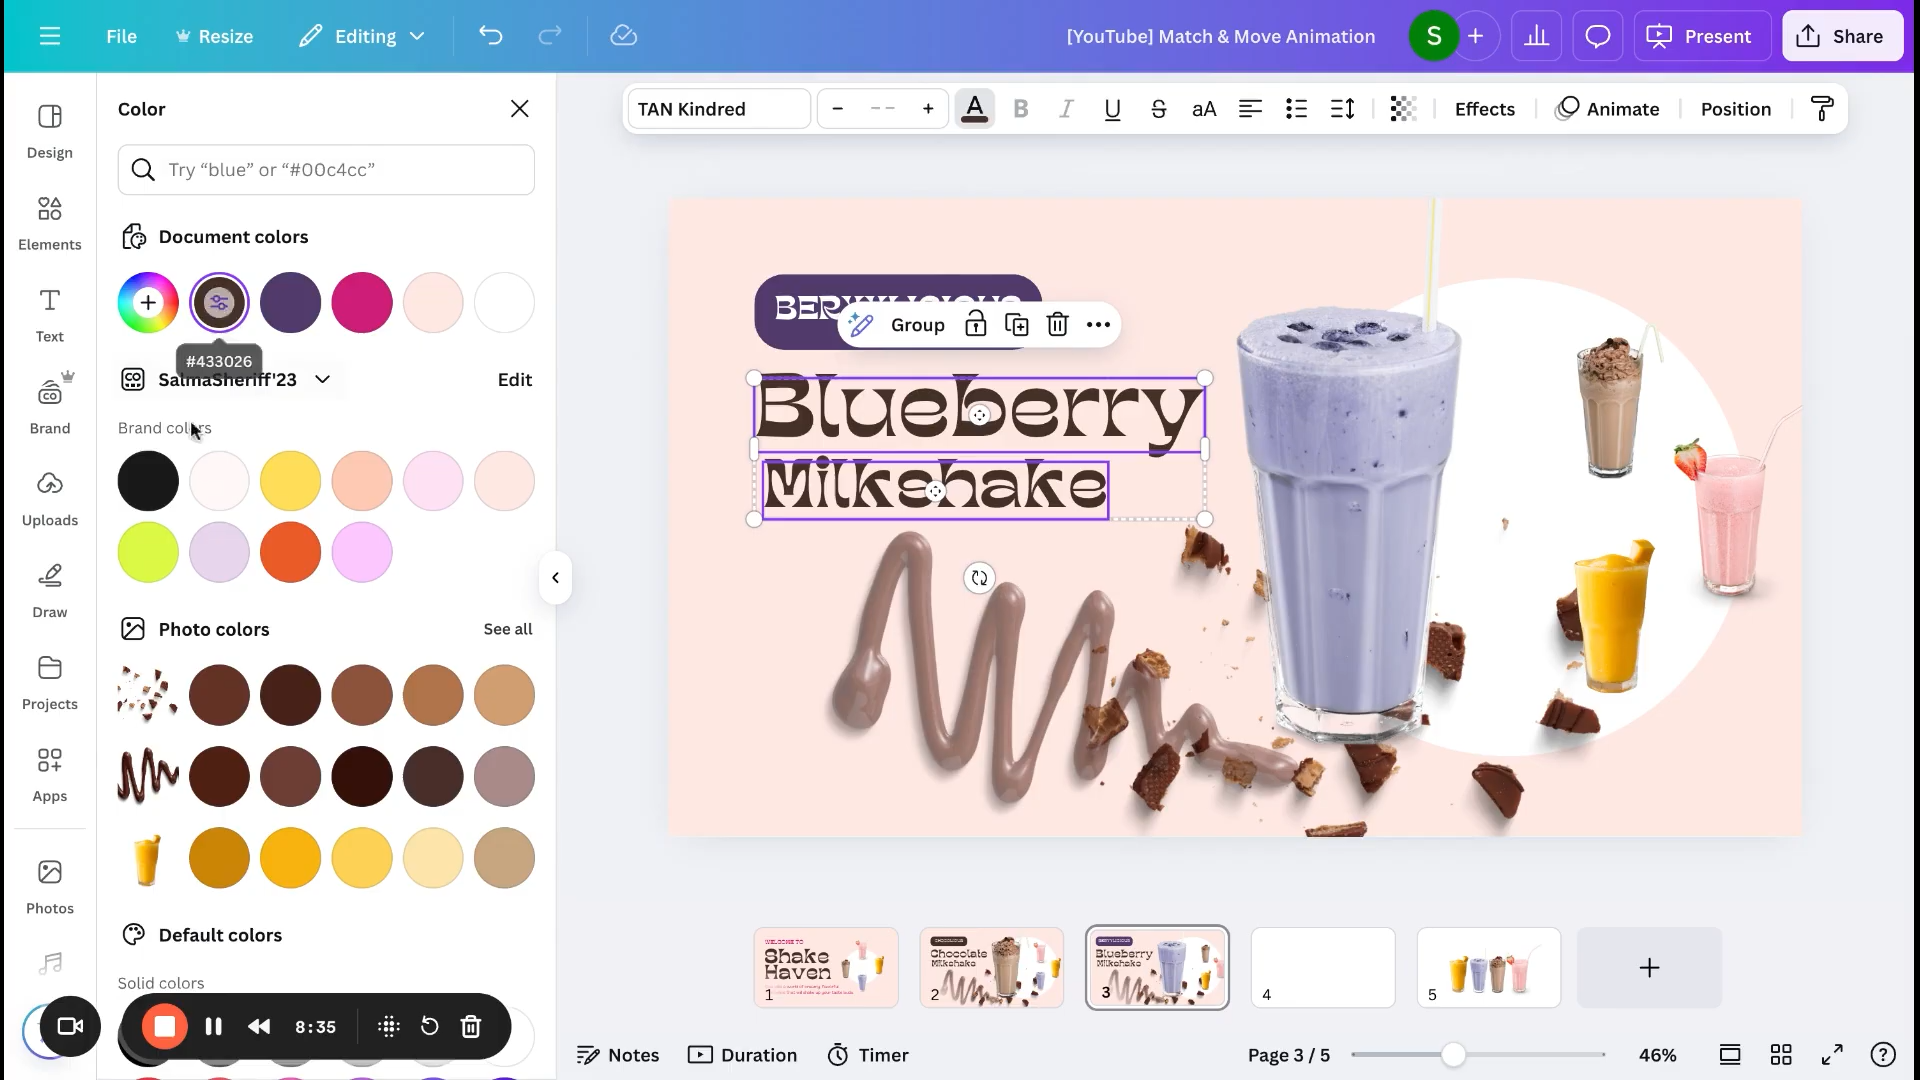 File
Resize
Editing
[YouTube] Match & Move Animation
S
Present
Share
Design
Elements
Text
Brand
Uploads
Draw
Projects
Apps
Photos
Color
Try “blue” or “#00c4cc”
Document colors
#433026
SalmaSheriff'23
Edit
Brand colors
Photo colors
See all
Default colors
Solid colors
8:35
TAN Kindred
– -- +
A B I U S aA
Effects
Animate
Position
Group
Blueberry
Milkshake
WELCOME TO
Shake
Haven
1
Chocolate
Milkshake
2
Blueberry
Milkshake
3
4
5
Notes
Duration
Timer
Page 3 / 5
46%